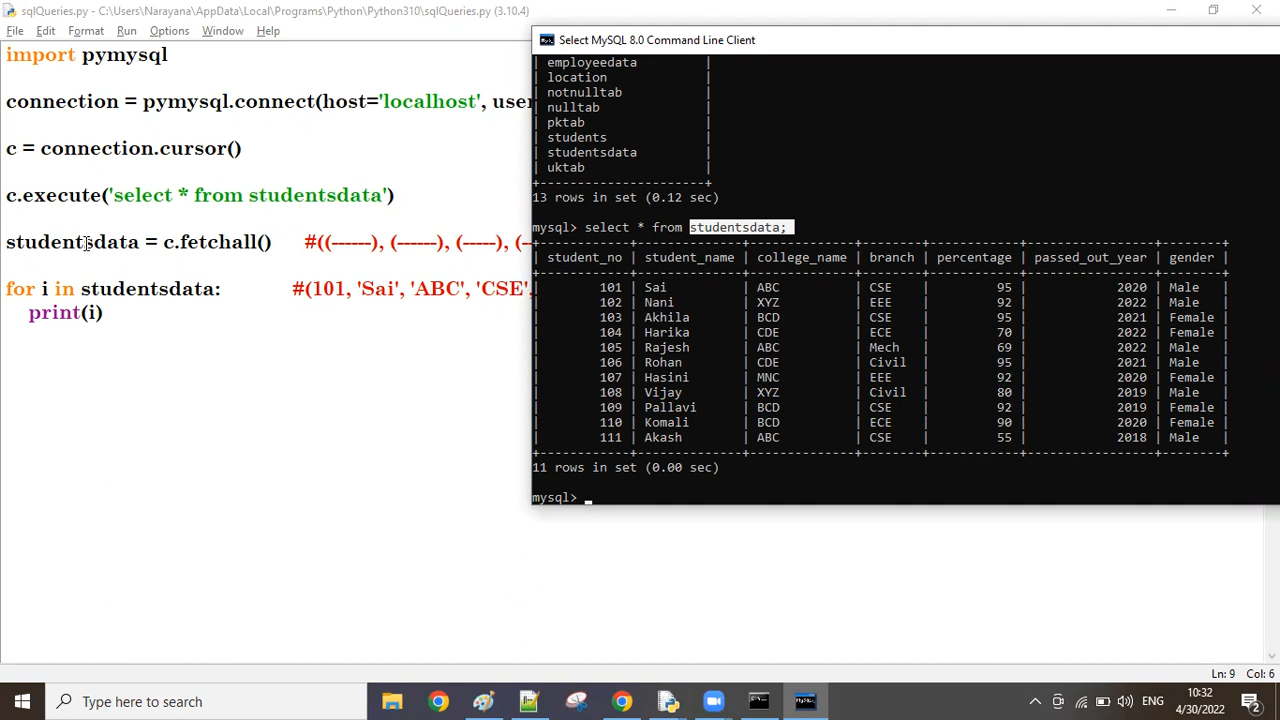 sqlQueries.py - C:\Users\Narayana\AppData\Local\Programs\Python\Python310\sqlQueries.py (3.10.4)
File Edit Format Run Options Window Help
import pymysql
connection = pymysql.connect(host='localhost', user
c = connection.cursor()
c.execute('select * from studentsdata')
studentsdata = c.fetchall() #((------), (------), (-----), (--
for i in studentsdata: #(101, 'Sai', 'ABC', 'CSE',
print(i)
Select MySQL 8.0 Command Line Client
| employeedata |
| location |
| notnulltab |
| nulltab |
| pktab |
| students |
| studentsdata |
| uktab |
+---------------------+
13 rows in set (0.12 sec)
mysql> select * from studentsdata;
+------------+--------------+--------------+--------+------------+-----------------+--------+
| student_no | student_name | college_name | branch | percentage | passed_out_year | gender |
+------------+--------------+--------------+--------+------------+-----------------+--------+
| 101 | Sai | ABC | CSE | 95 | 2020 | Male |
| 102 | Nani | XYZ | EEE | 92 | 2022 | Male |
| 103 | Akhila | BCD | CSE | 95 | 2021 | Female |
| 104 | Harika | CDE | ECE | 70 | 2022 | Female |
| 105 | Rajesh | ABC | Mech | 69 | 2022 | Male |
| 106 | Rohan | CDE | Civil | 95 | 2021 | Male |
| 107 | Hasini | MNC | EEE | 92 | 2020 | Female |
| 108 | Vijay | XYZ | Civil | 80 | 2019 | Male |
| 109 | Pallavi | BCD | CSE | 92 | 2019 | Female |
| 110 | Komali | BCD | ECE | 90 | 2020 | Female |
| 111 | Akash | ABC | CSE | 55 | 2018 | Male |
+------------+--------------+--------------+--------+------------+-----------------+--------+
11 rows in set (0.00 sec)
mysql> _
Ln: 9 Col: 6
Type here to search
ENG
10:32
4/30/2022
2